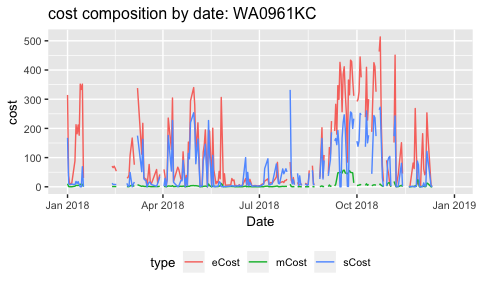 cost composition by date: WA0961KC
500
400
300
200
100
0
cost
Jan 2018 Apr 2018 Jul 2018 Oct 2018 Jan 2019
Date
type eCost mCost sCost